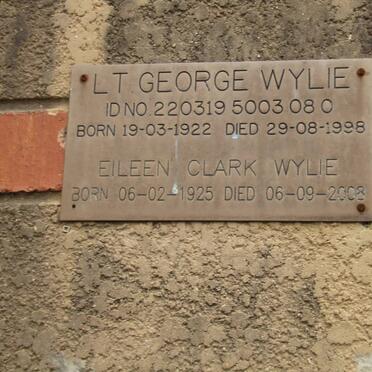 LT. GEORGE WYLIE
ID NO. 220319 5003 08 0
BORN 19-03-1922 DIED 29-08-1998
EILEEN CLARK WYLIE
BORN 06-02-1925 DIED 06-09-2008